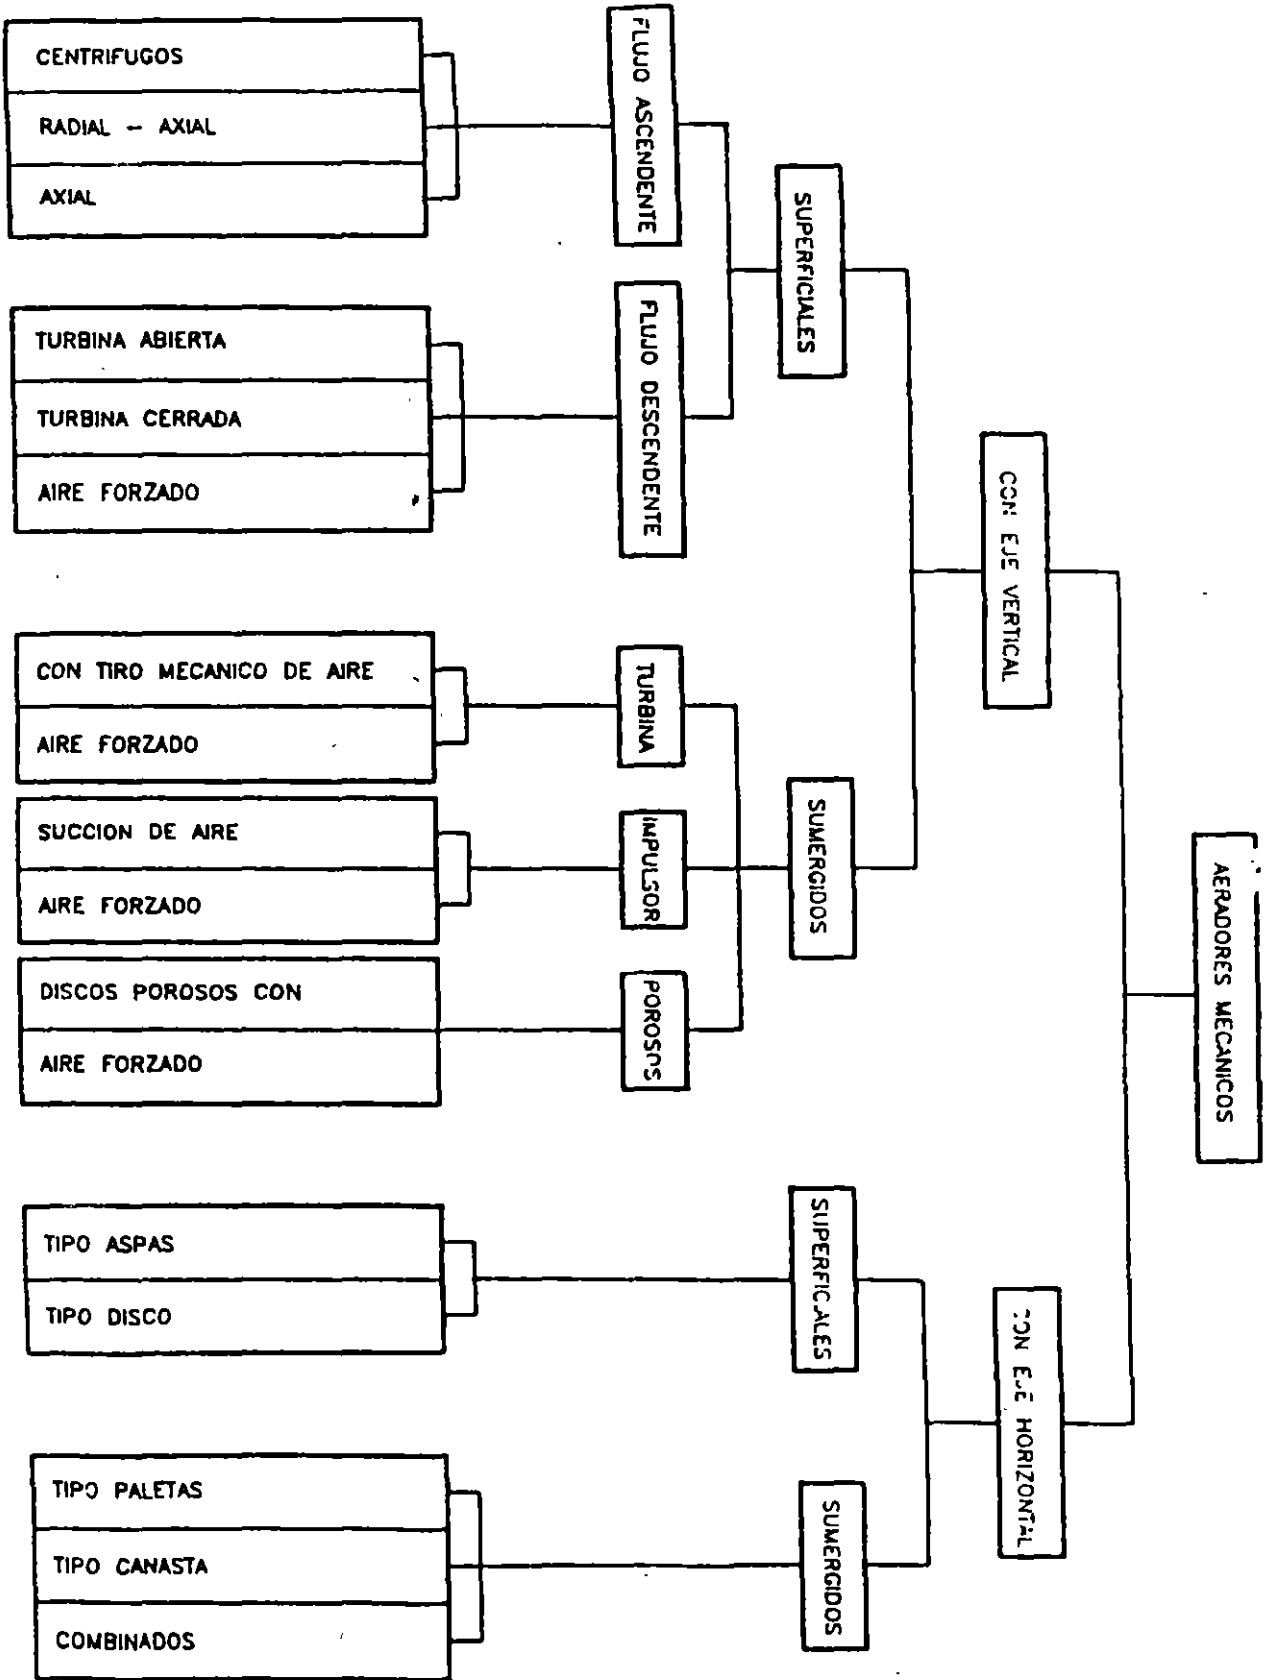 AERADORES MECANICOS
CON EJE VERTICAL
SUPERFICIALES
FLUJO ASCENDENTE
CENTRIFUGOS
RADIAL - AXIAL
AXIAL
FLUJO DESCENDENTE
TURBINA ABIERTA
TURBINA CERRADA
AIRE FORZADO
SUMERGIDOS
TURBINA
CON TIRO MECANICO DE AIRE
AIRE FORZADO
IMPULSOR
SUCCION DE AIRE
AIRE FORZADO
POROSOS
DISCOS POROSOS CON
AIRE FORZADO
CON EJE HORIZONTAL
SUPERFICALES
TIPO ASPAS
TIPO DISCO
SUMERGIDOS
TIPO PALETAS
TIPO CANASTA
COMBINADOS